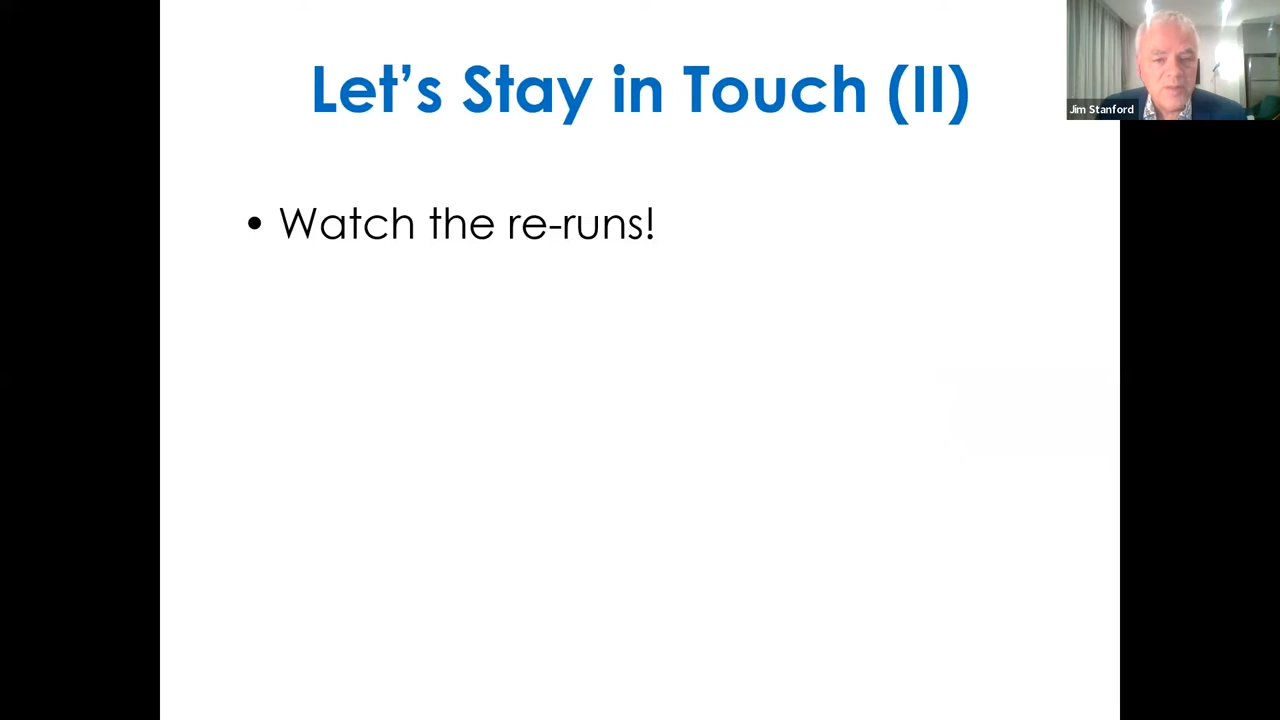 Let's Stay in Touch (II)
Jim Stanford
• Watch the re-runs!